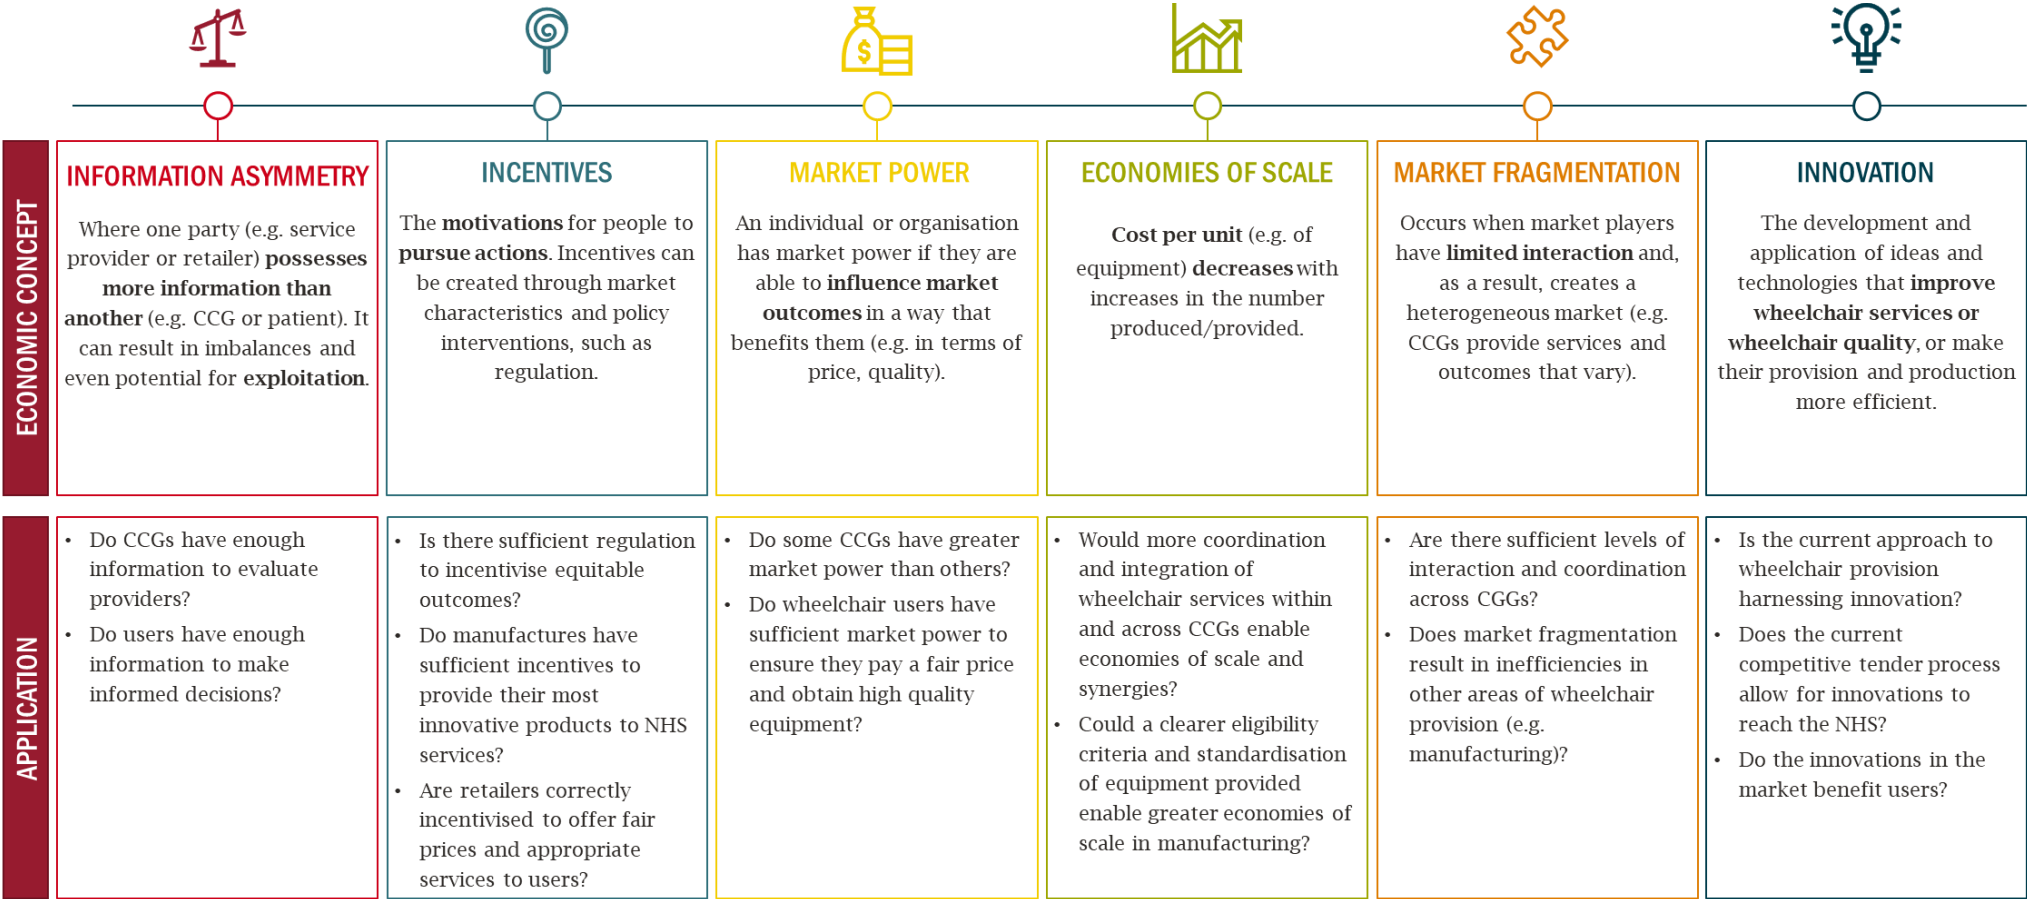 ECONOMIC CONCEPT
INFORMATION ASYMMETRY
Where one party (e.g. service
provider or retailer) possesses
more information than
another (e.g. CCG or patient). It
can result in imbalances and
even potential for exploitation.
INCENTIVES
The motivations for people to
pursue actions. Incentives can
be created through market
characteristics and policy
interventions, such as
regulation.
$
MARKET POWER
An individual or organisation
has market power if they are
able to influence market
outcomes in a way that
benefits them (e.g. in terms of
price, quality).
ECONOMIES OF SCALE
Cost per unit (e.g. of
equipment) decreases with
increases in the number
produced/provided.
MARKET FRAGMENTATION
Occurs when market players
have limited interaction and,
as a result, creates a
heterogeneous market (e.g.
CCGs provide services and
outcomes that vary).
INNOVATION
The development and
application of ideas and
technologies that improve
wheelchair services or
wheelchair quality, or make
their provision and production
more efficient.
APPLICATION
• Do CCGs have enough
information to evaluate
providers?
• Do users have enough
information to make
informed decisions?
• Is there sufficient regulation
to incentivise equitable
outcomes?
• Do manufactures have
sufficient incentives to
provide their most
innovative products to NHS
services?
• Are retailers correctly
incentivised to offer fair
prices and appropriate
services to users?
• Do some CCGs have greater
market power than others?
• Do wheelchair users have
sufficient market power to
ensure they pay a fair price
and obtain high quality
equipment?
• Would more coordination
and integration of
wheelchair services within
and across CCGs enable
economies of scale and
synergies?
• Could a clearer eligibility
criteria and standardisation
of equipment provided
enable greater economies of
scale in manufacturing?
• Are there sufficient levels of
interaction and coordination
across CGGs?
• Does market fragmentation
result in inefficiencies in
other areas of wheelchair
provision (e.g.
manufacturing)?
• Is the current approach to
wheelchair provision
harnessing innovation?
• Does the current
competitive tender process
allow for innovations to
reach the NHS?
• Do the innovations in the
market benefit users?